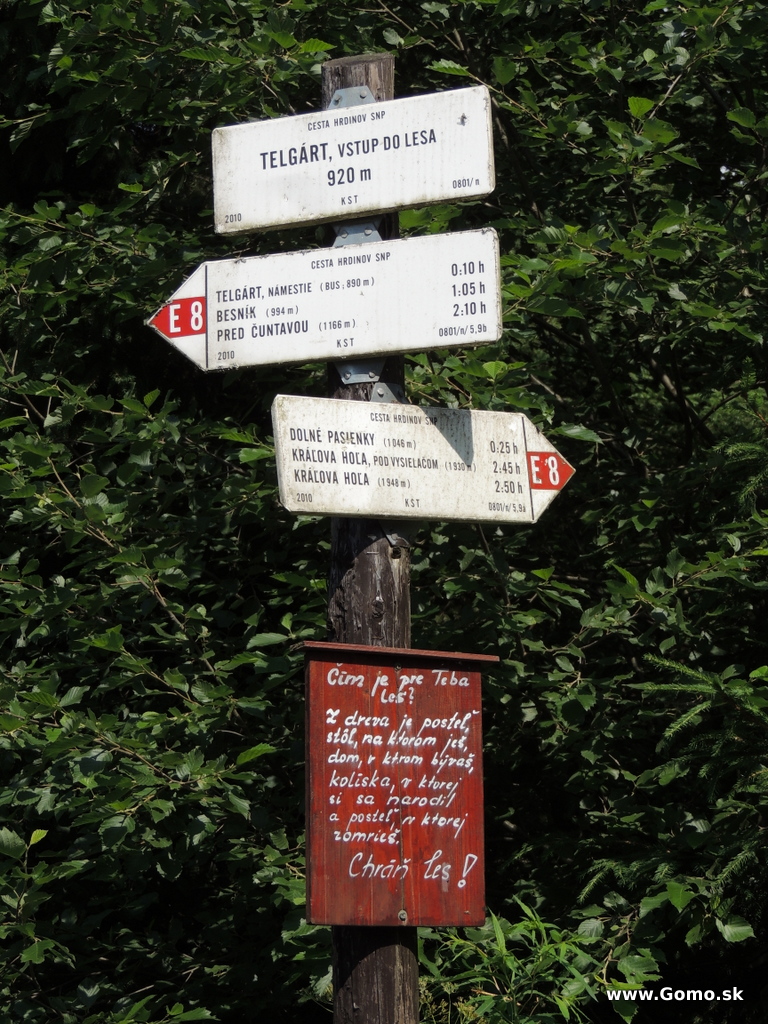 CESTA HRDINOV SNP
TELGÁRT, VSTUP DO LESA
920 m
KST
2010 0801/n
CESTA HRDINOV SNP
E 8
TELGÁRT, NÁMESTIE (BUS; 890 m) 0:10 h
BESNÍK (994 m) 1:05 h
PRED ČUNTAVOU (1166 m) 2:10 h
2010 KST 0801/n/ 5,9b
CESTA HRDINOV SNP
DOLNÉ PASIENKY (1046 m) 0:25 h
KRÁĽOVA HOĽA, POD VYSIELAČOM (1930 m) 2:45 h
KRÁĽOVA HOĽA (1948 m) 2:50 h
E 8
2010 KST 0801/n/ 5,9a
Čím je pre Teba
les?
Z dreva je posteľ,
stôl, na ktorom ješ,
dom, v ktrom bývaš,
kolíska, v ktorej
si sa narodil
a posteľ, v ktorej
zomrieš.
Chráň les!
www.Gomo.sk